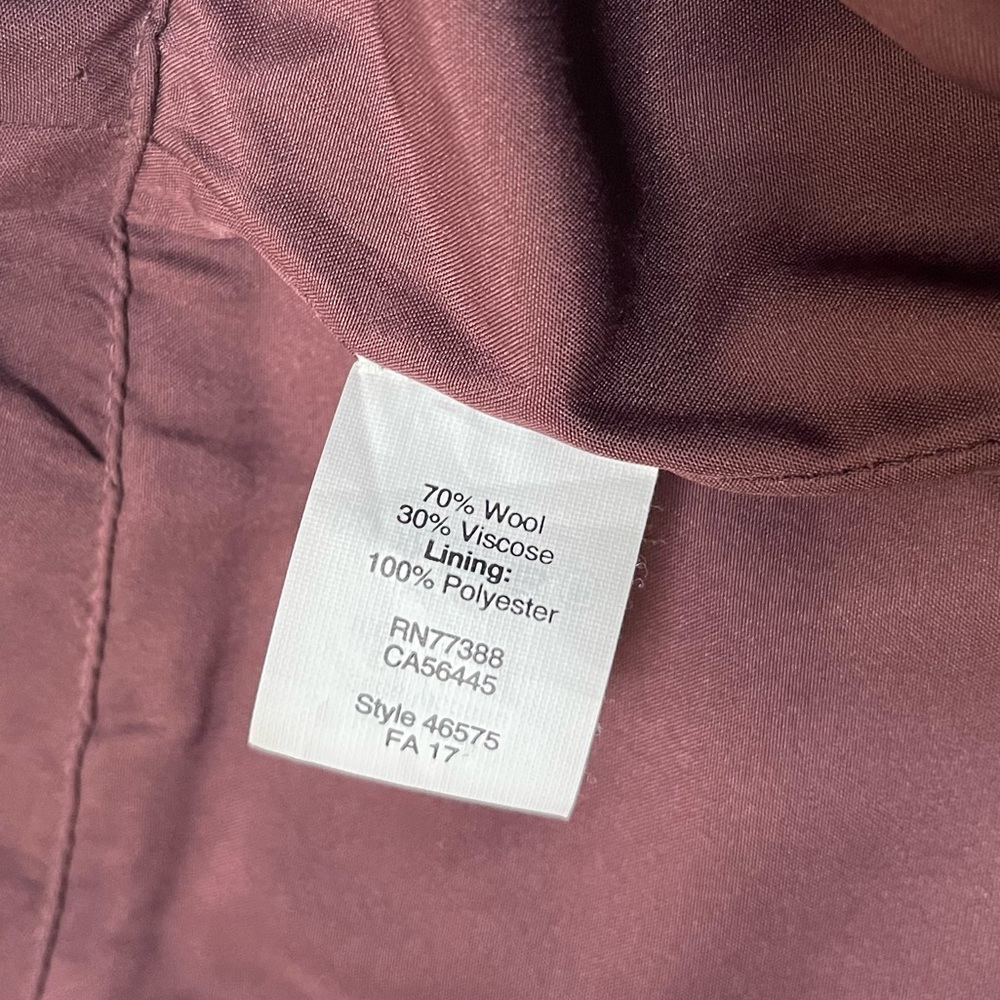 70% Wool
30% Viscose
Lining:
100% Polyester
RN77388
CA56445
Style 46575
FA 17